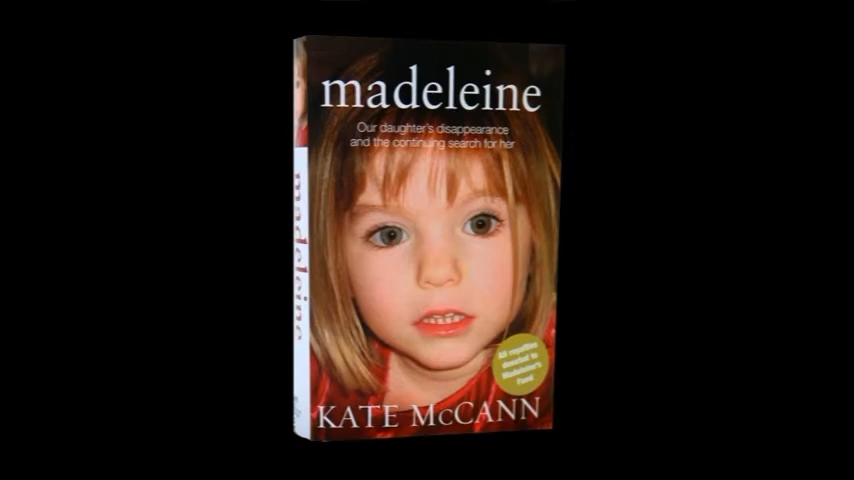 madeleine
Our daughter's disappearance
and the continuing search for her
All royalties
donated to
Madeleine's
Fund
KATE McCANN
madeleine